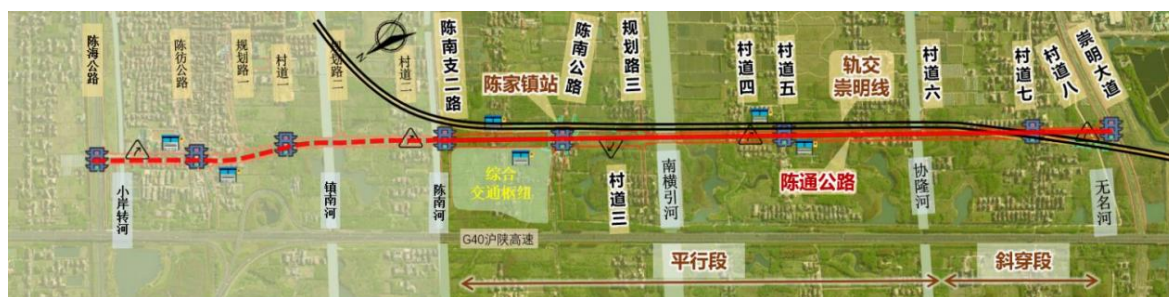 陈海公路
陈彷公路
规划路一
村道一
规划路二
村道二
陈南支二路
陈家镇站
陈南公路
规划路三
村道四
村道五
轨交
崇明线
村道六
村道七
村道八
崇明大道
小岸转河
镇南河
陈南河
综合
交通枢纽
村道三
南横引河
陈通公路
协隆河
无名河
G40沪陕高速
平行段
斜穿段